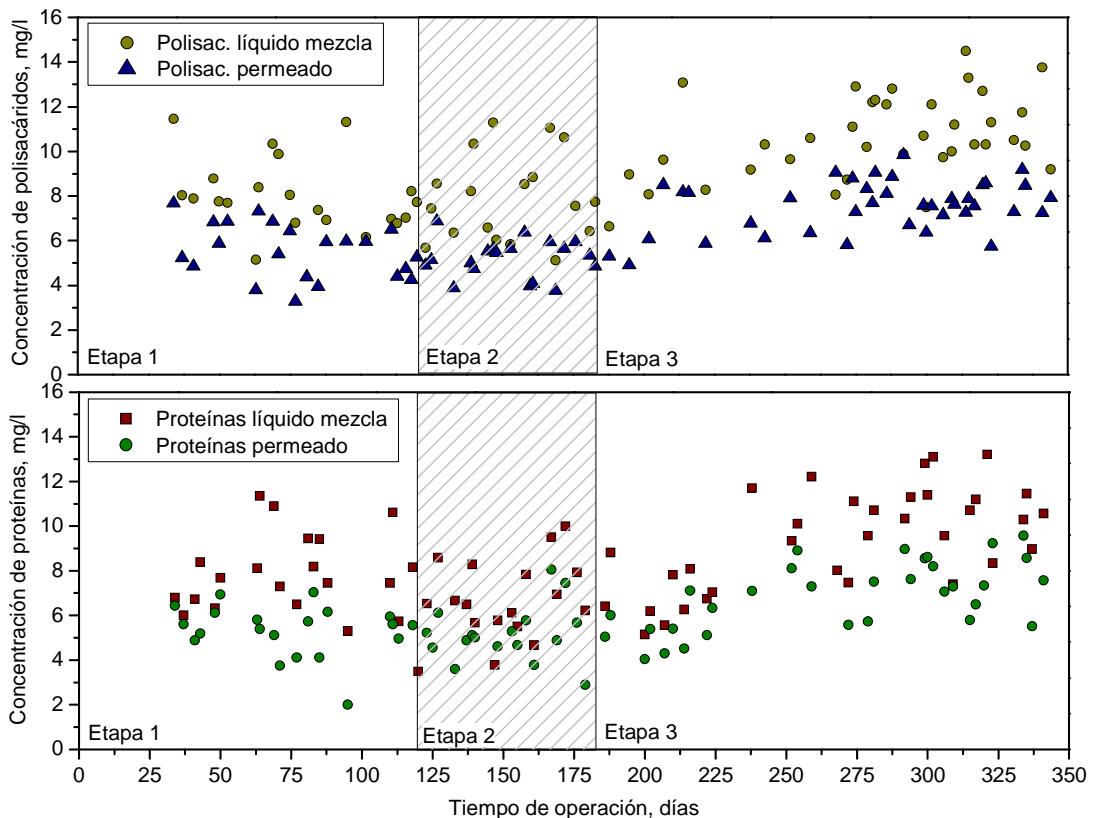 16
14
12
10
8
6
4
2
0
Concentración de polisacáridos, mg/l
Polisac. líquido mezcla
Polisac. permeado
Etapa 1
Etapa 2
Etapa 3
16
14
12
10
8
6
4
2
0
Concentración de proteínas, mg/l
Proteínas líquido mezcla
Proteínas permeado
Etapa 1
Etapa 2
Etapa 3
0 25 50 75 100 125 150 175 200 225 250 275 300 325 350
Tiempo de operación, días